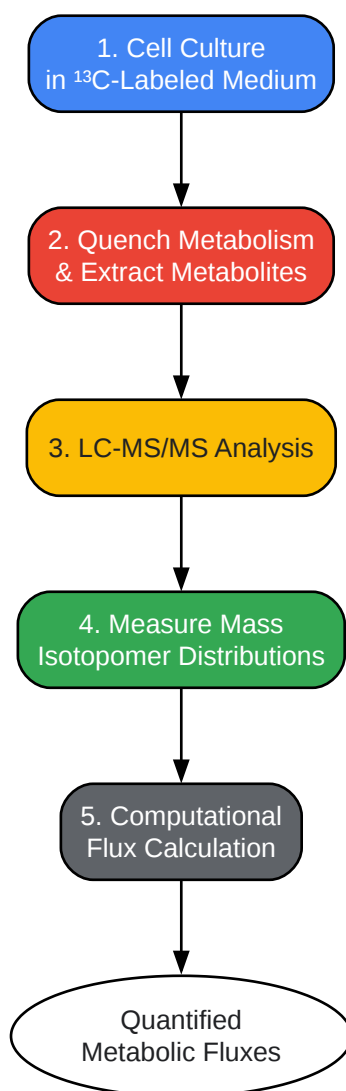 1. Cell Culture
in ¹³C-Labeled Medium
2. Quench Metabolism
& Extract Metabolites
3. LC-MS/MS Analysis
4. Measure Mass
Isotopomer Distributions
5. Computational
Flux Calculation
Quantified
Metabolic Fluxes